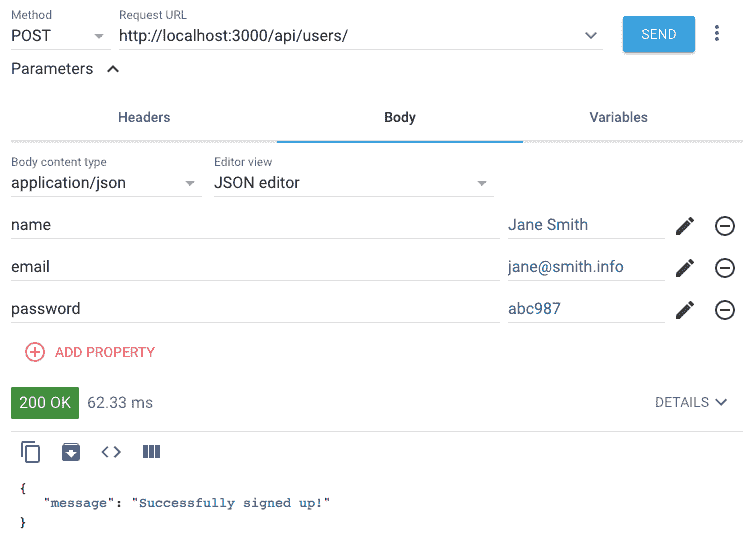 Method
POST
Request URL
http://localhost:3000/api/users/
SEND
Parameters
Headers
Body
Variables
Body content type
application/json
Editor view
JSON editor
name
Jane Smith
email
jane@smith.info
password
abc987
ADD PROPERTY
200 OK
62.33 ms
DETAILS
{
"message": "Successfully signed up!"
}